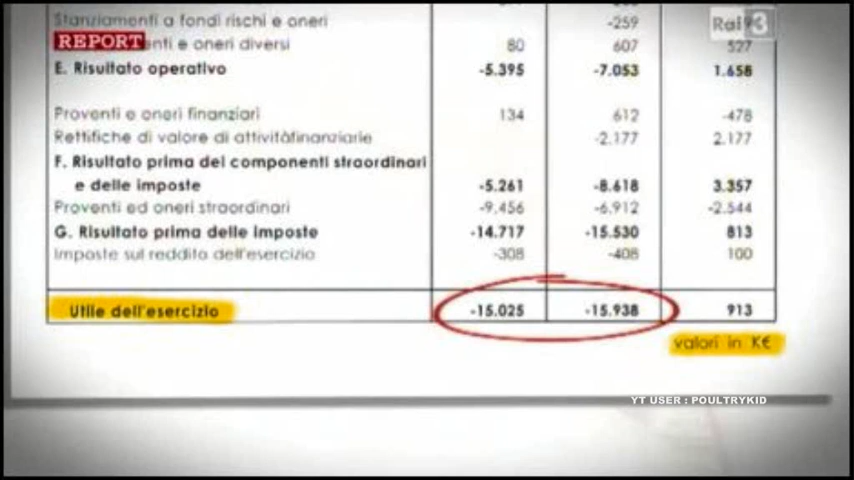 Stanziamenti a fondi rischi e oneri -259
Rai 3
REPORT
enti e oneri diversi 80 607 527
E. Risultato operativo -5.395 -7.053 1.658
Proventi e oneri finanziari 134 612 -478
Rettifiche di valore di attivitàfinanziarie -2.177 2.177
F. Risultato prima dei componenti straordinari
e delle imposte -5.261 -8.618 3.357
Proventi ed oneri straordinari -9.456 -6.912 -2.544
G. Risultato prima delle imposte -14.717 -15.530 813
Imposte sul reddito dell'esercizio -308 -408 100
Utile dell'esercizio -15.025 -15.938 913
valori in K€
YT USER : POULTRYKID